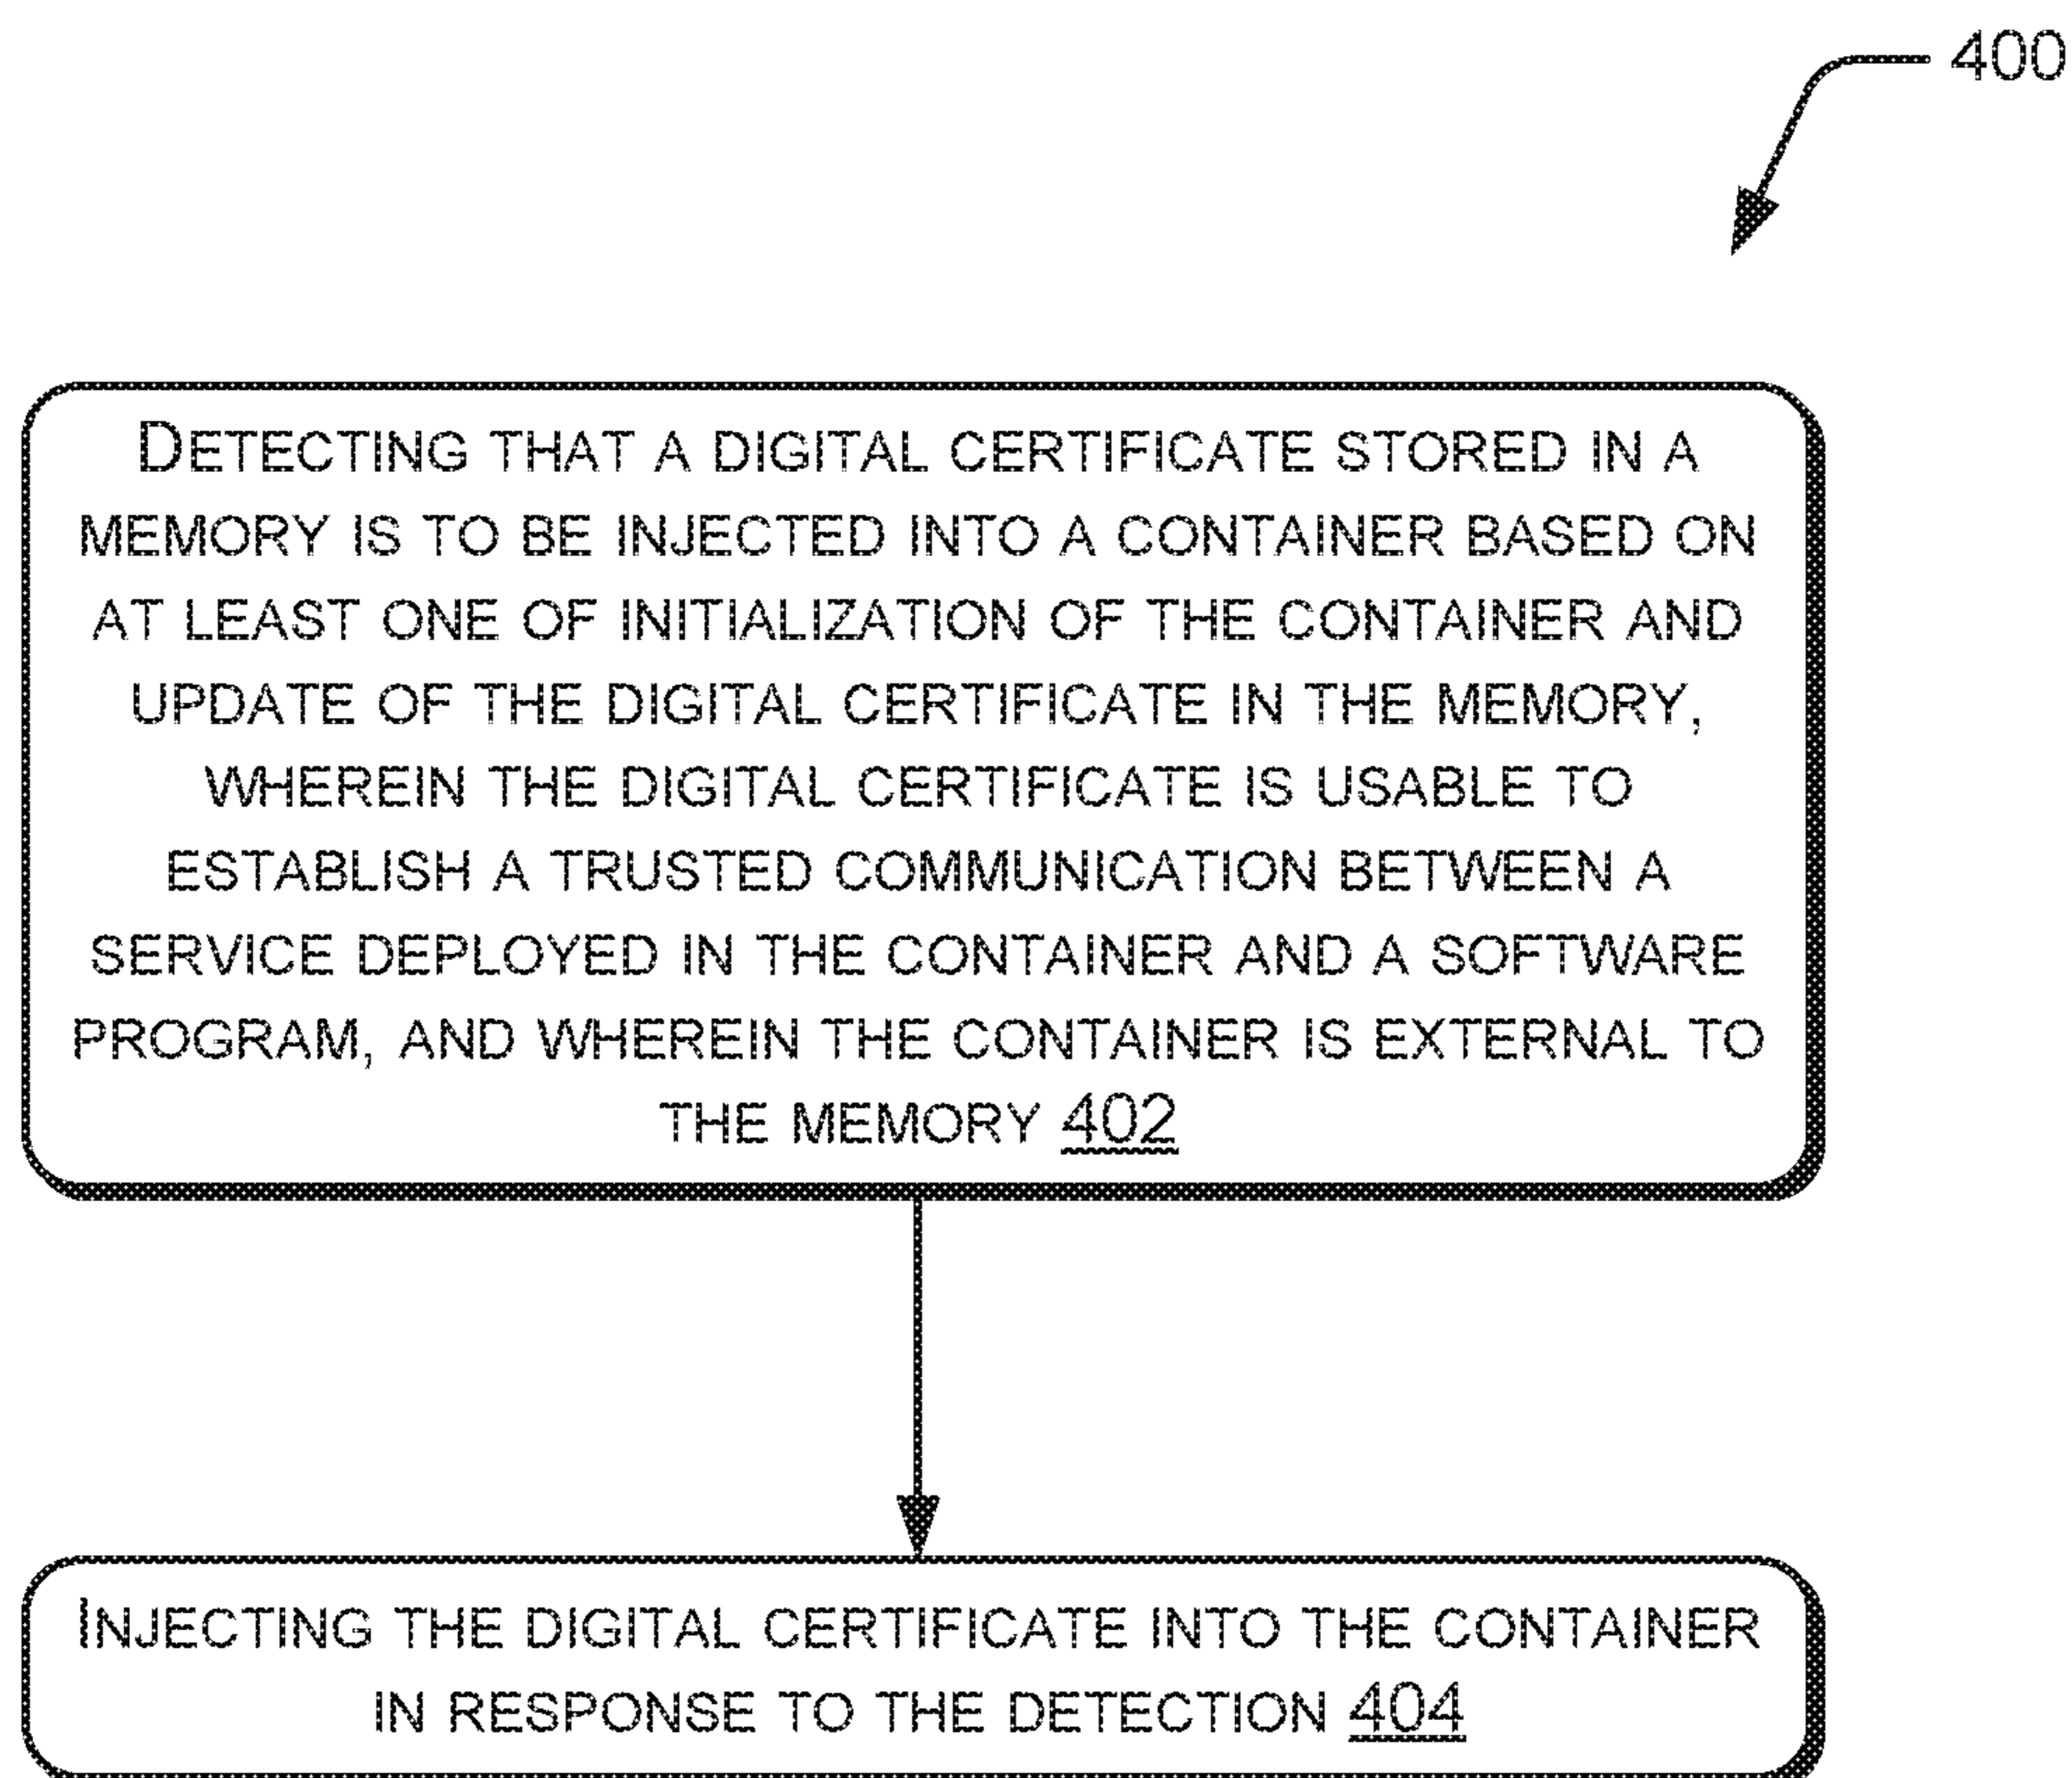 400
DETECTING THAT A DIGITAL CERTIFICATE STORED IN A
MEMORY IS TO BE INJECTED INTO A CONTAINER BASED ON
AT LEAST ONE OF INITIALIZATION OF THE CONTAINER AND
UPDATE OF THE DIGITAL CERTIFICATE IN THE MEMORY,
WHEREIN THE DIGITAL CERTIFICATE IS USABLE TO
ESTABLISH A TRUSTED COMMUNICATION BETWEEN A
SERVICE DEPLOYED IN THE CONTAINER AND A SOFTWARE
PROGRAM, AND WHEREIN THE CONTAINER IS EXTERNAL TO
THE MEMORY 402
INJECTING THE DIGITAL CERTIFICATE INTO THE CONTAINER
IN RESPONSE TO THE DETECTION 404